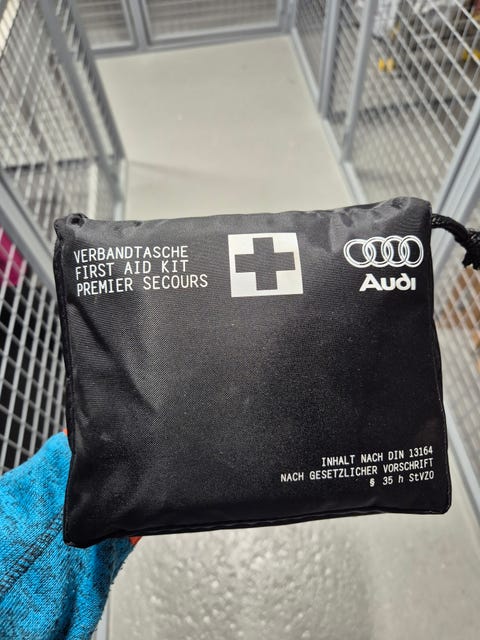 VERBANDTASCHE
FIRST AID KIT
PREMIER SECOURS
Audi
INHALT NACH DIN 13164
NACH GESETZLICHER VORSCHRIFT
§ 35 h StVZO